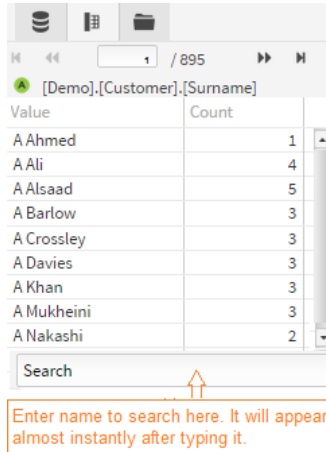 1 / 895
A [Demo].[Customer].[Surname]
Value Count
A Ahmed 1
A Ali 4
A Alsaad 5
A Barlow 3
A Crossley 3
A Davies 3
A Khan 3
A Mukheini 3
A Nakashi 2
Search
Enter name to search here. It will appear
almost instantly after typing it.